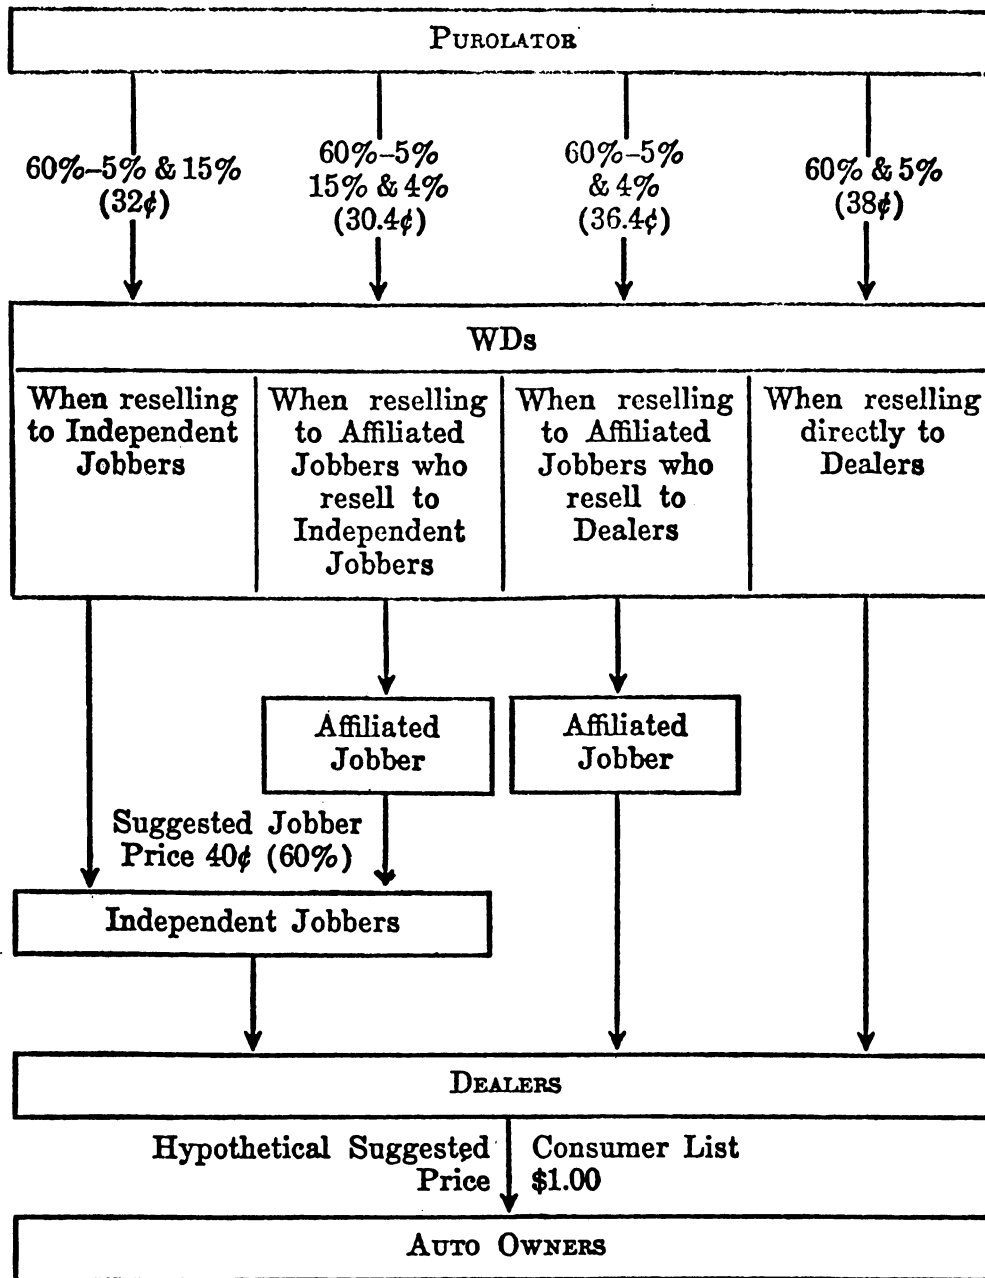 PUROLATOR
60%–5% & 15%
(32¢)
60%–5%
15% & 4%
(30.4¢)
60%–5%
& 4%
(36.4¢)
60% & 5%
(38¢)
WDs
When reselling
to Independent
Jobbers
When reselling
to Affiliated
Jobbers who
resell to
Independent
Jobbers
When reselling
to Affiliated
Jobbers who
resell to
Dealers
When reselling
directly to
Dealers
Affiliated
Jobber
Affiliated
Jobber
Suggested Jobber
Price 40¢ (60%)
Independent Jobbers
DEALERS
Hypothetical Suggested Consumer List
Price $1.00
AUTO OWNERS